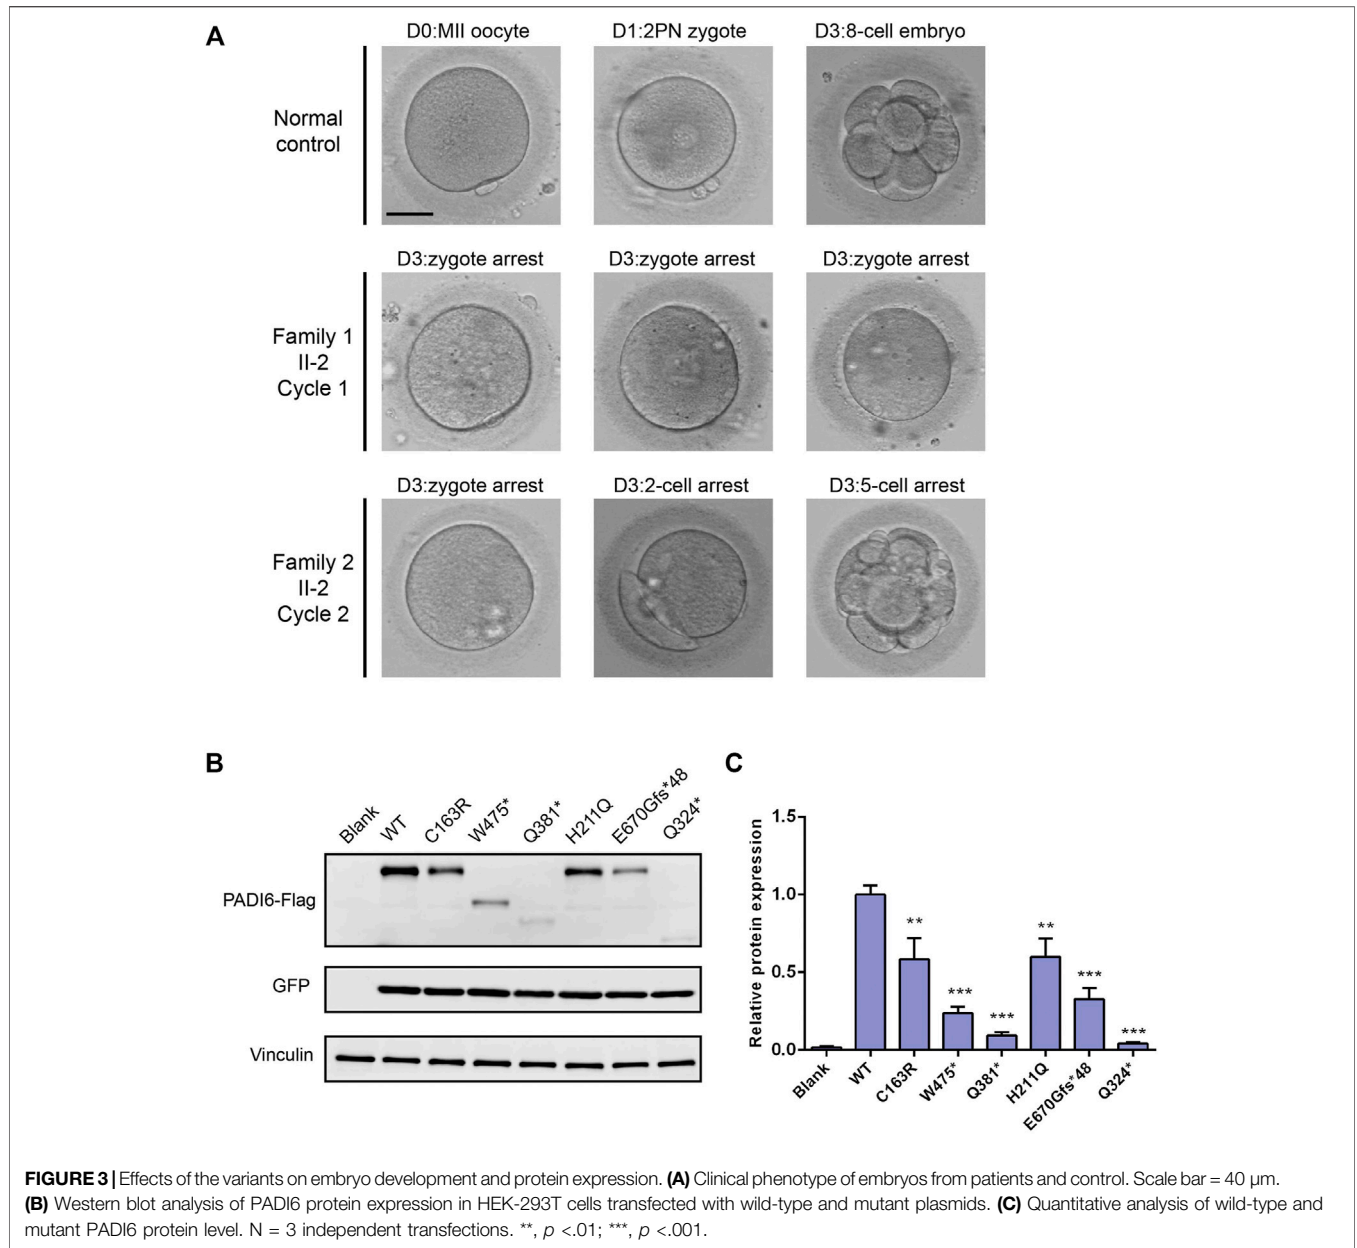 A
D0:MII oocyte
D1:2PN zygote
D3:8-cell embryo
Normal
control
D3:zygote arrest
D3:zygote arrest
D3:zygote arrest
Family 1
II-2
Cycle 1
D3:zygote arrest
D3:2-cell arrest
D3:5-cell arrest
Family 2
II-2
Cycle 2
B
Blank
WT
C163R
W475*
Q381*
H211Q
E670Gfs*48
Q324*
PADI6-Flag
GFP
Vinculin
C
Relative protein expression
1.5
1.0
0.5
0.0
**
***
***
**
***
***
Blank
WT
C163R
W475*
Q381*
H211Q
E670Gfs*48
Q324*
FIGURE 3 | Effects of the variants on embryo development and protein expression. (A) Clinical phenotype of embryos from patients and control. Scale bar = 40 μm.
(B) Western blot analysis of PADI6 protein expression in HEK-293T cells transfected with wild-type and mutant plasmids. (C) Quantitative analysis of wild-type and
mutant PADI6 protein level. N = 3 independent transfections. **, p <.01; ***, p <.001.